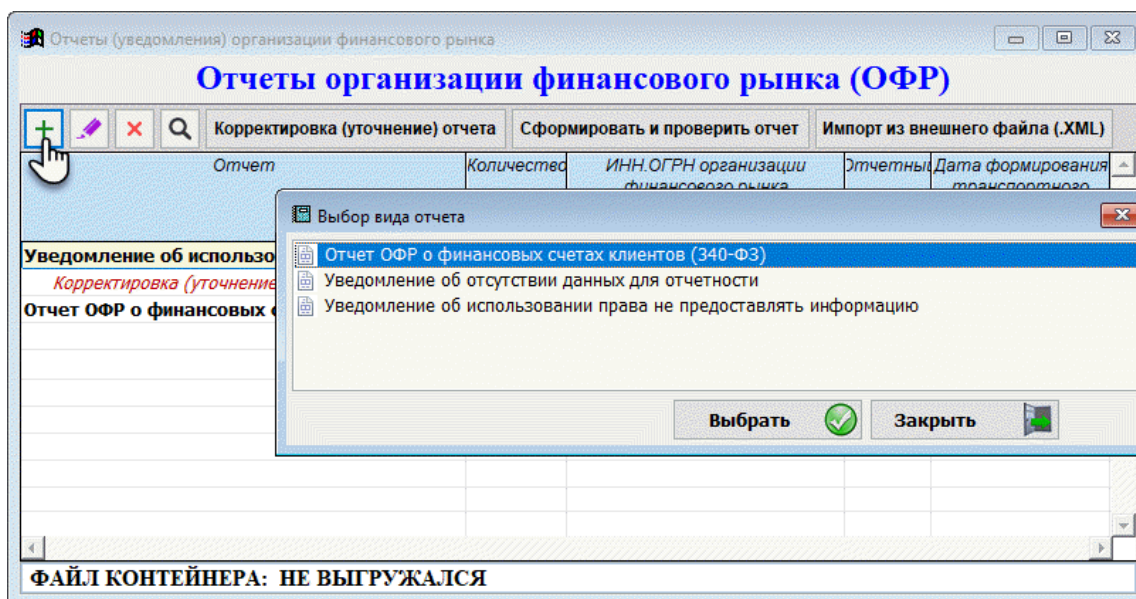 Отчеты (уведомления) организации финансового рынка
Отчеты организации финансового рынка (ОФР)
Корректировка (уточнение) отчета Сформировать и проверить отчет Импорт из внешнего файла (.XML)
Отчет Количество ИНН.ОГРН организации Отчетны Дата формирования
финансового рынка транспортного
Выбор вида отчета
Отчет ОФР о финансовых счетах клиентов (340-ФЗ)
Уведомление об отсутствии данных для отчетности
Уведомление об использовании права не предоставлять информацию
Выбрать Закрыть
Уведомление об использо
Корректировка (уточнение
Отчет ОФР о финансовых
ФАЙЛ КОНТЕЙНЕРА: НЕ ВЫГРУЖАЛСЯ